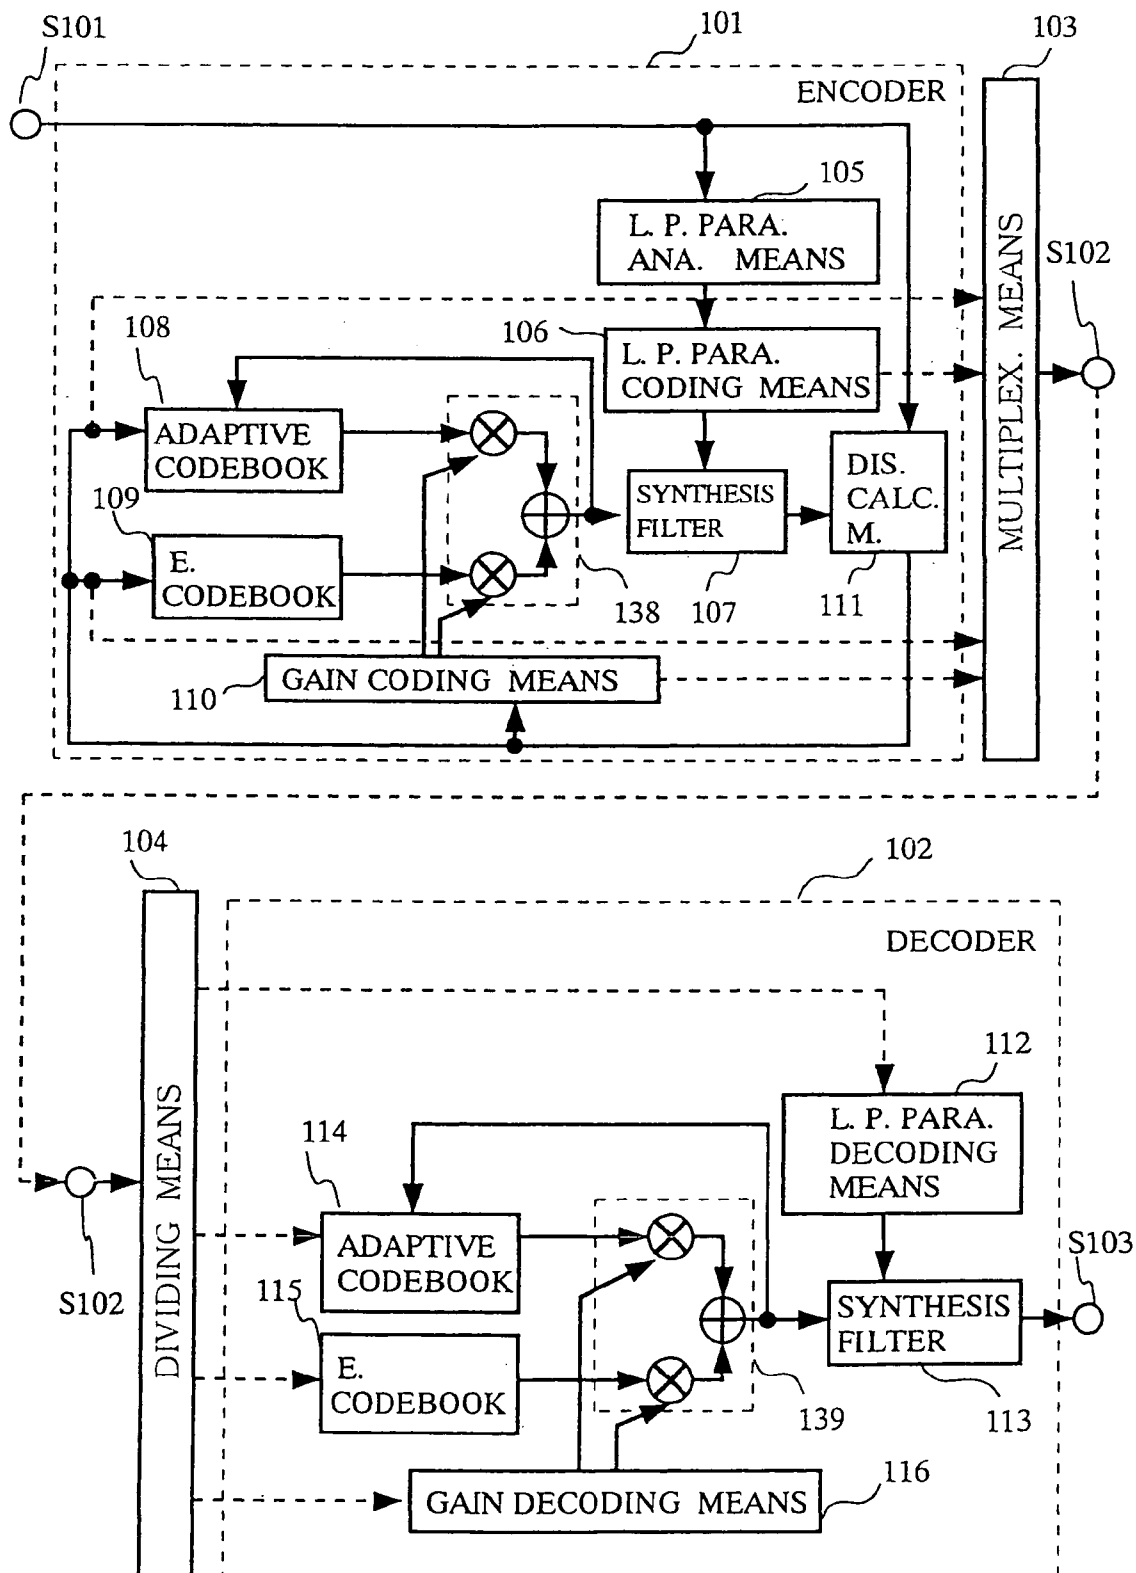 S101
101
103
ENCODER
105
L. P. PARA.
ANA. MEANS
MULTIPLEX. MEANS
S102
108
106
L. P. PARA.
CODING MEANS
ADAPTIVE
CODEBOOK
DIS.
CALC.
M.
SYNTHESIS
FILTER
109
E.
CODEBOOK
138
107
111
110
GAIN CODING MEANS
104
102
DECODER
112
L. P. PARA.
DECODING
MEANS
114
DIVIDING MEANS
ADAPTIVE
CODEBOOK
S103
S102
115
SYNTHESIS
FILTER
E.
CODEBOOK
139
113
116
GAIN DECODING MEANS